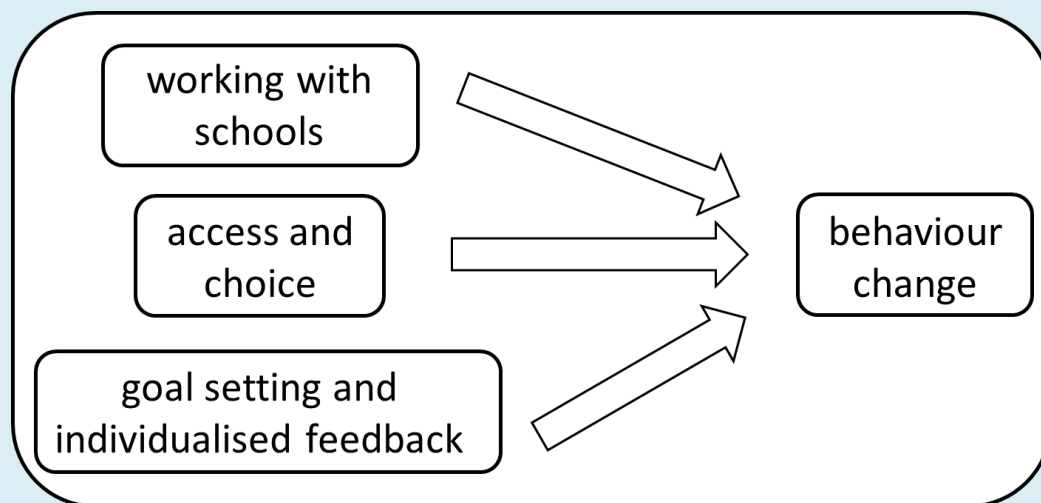 working with
schools
access and
choice
goal setting and
individualised feedback
behaviour
change